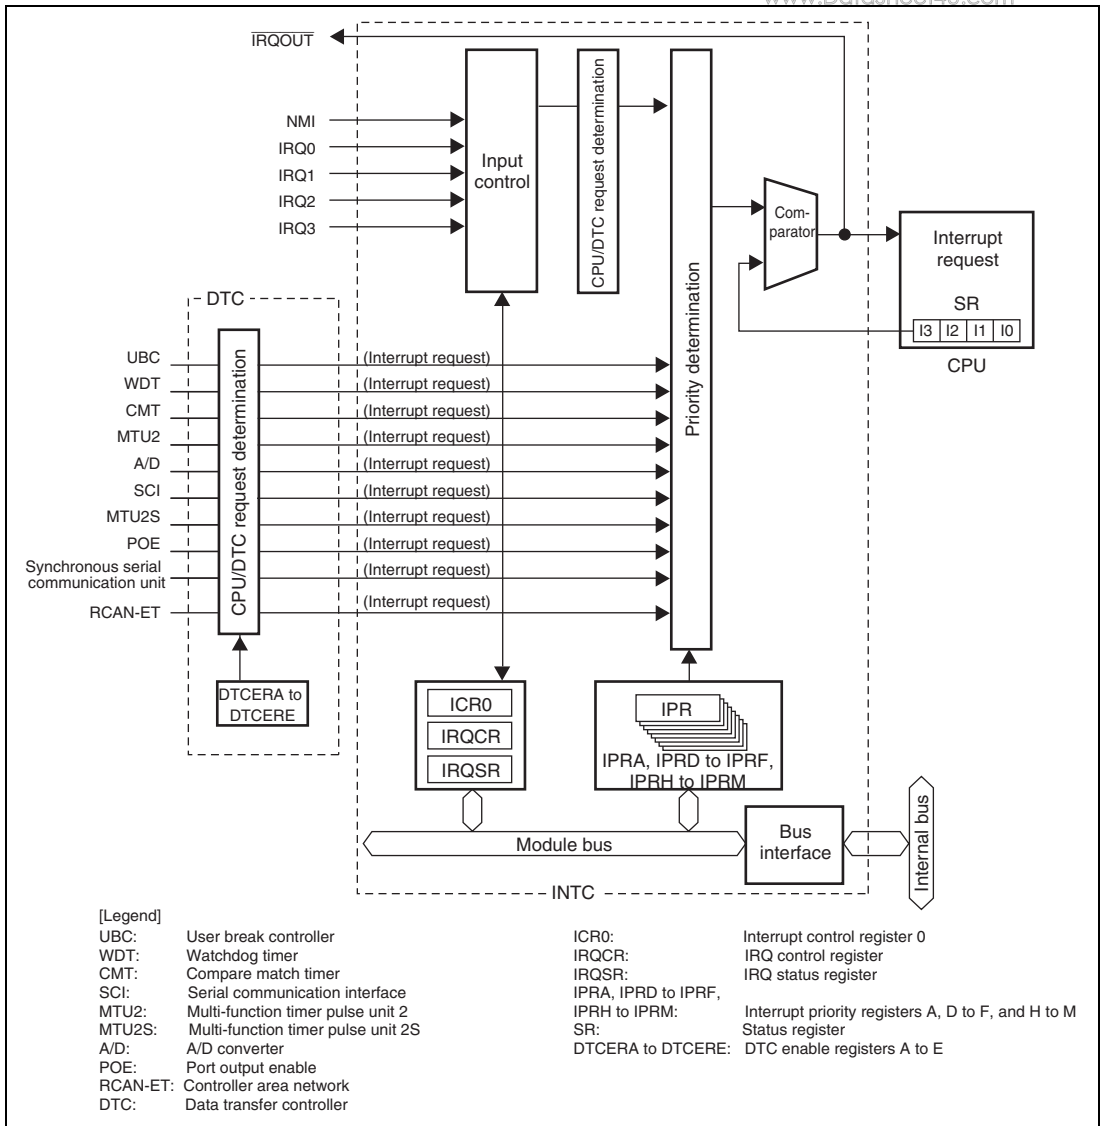 www.DataSheet4U.com
IRQOUT
NMI
IRQ0
IRQ1
IRQ2
IRQ3
Input
control
CPU/DTC request determination
Priority determination
Com-
parator
Interrupt
request
SR
I3 I2 I1 I0
CPU
DTC
UBC
WDT
CMT
MTU2
A/D
SCI
MTU2S
POE
Synchronous serial
communication unit
RCAN-ET
CPU/DTC request determination
(Interrupt request)
(Interrupt request)
(Interrupt request)
(Interrupt request)
(Interrupt request)
(Interrupt request)
(Interrupt request)
(Interrupt request)
(Interrupt request)
(Interrupt request)
DTCERA to
DTCERE
ICR0
IRQCR
IRQSR
IPR
IPRA, IPRD to IPRF,
IPRH to IPRM
Module bus
Bus
interface
Internal bus
INTC
[Legend]
UBC: User break controller
WDT: Watchdog timer
CMT: Compare match timer
SCI: Serial communication interface
MTU2: Multi-function timer pulse unit 2
MTU2S: Multi-function timer pulse unit 2S
A/D: A/D converter
POE: Port output enable
RCAN-ET: Controller area network
DTC: Data transfer controller
ICR0: Interrupt control register 0
IRQCR: IRQ control register
IRQSR: IRQ status register
IPRA, IPRD to IPRF,
IPRH to IPRM: Interrupt priority registers A, D to F, and H to M
SR: Status register
DTCERA to DTCERE: DTC enable registers A to E